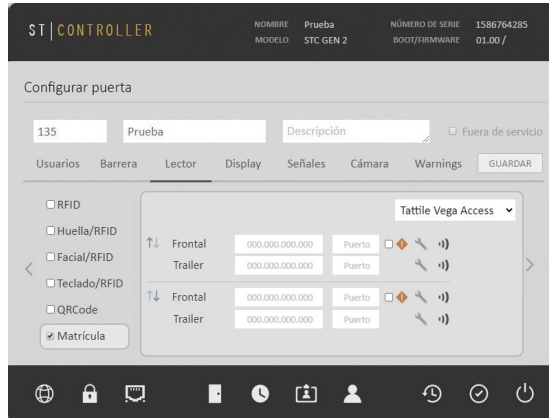 ST | CONTROLLER
NOMBRE Prueba NÚMERO DE SERIE 1586764285
MODELO STC GEN 2 BOOT/FIRMWARE 01.00 /
Configurar puerta
135 Prueba Descripción Fuera de servicio
Usuarios Barrera Lector Display Señales Cámara Warnings GUARDAR
RFID
Huella/RFID
Facial/RFID
Teclado/RFID
QRCode
Matrícula
Tattile Vega Access
Frontal 000.000.000.000 Puerto
Trailer 000.000.000.000 Puerto
Frontal 000.000.000.000 Puerto
Trailer 000.000.000.000 Puerto